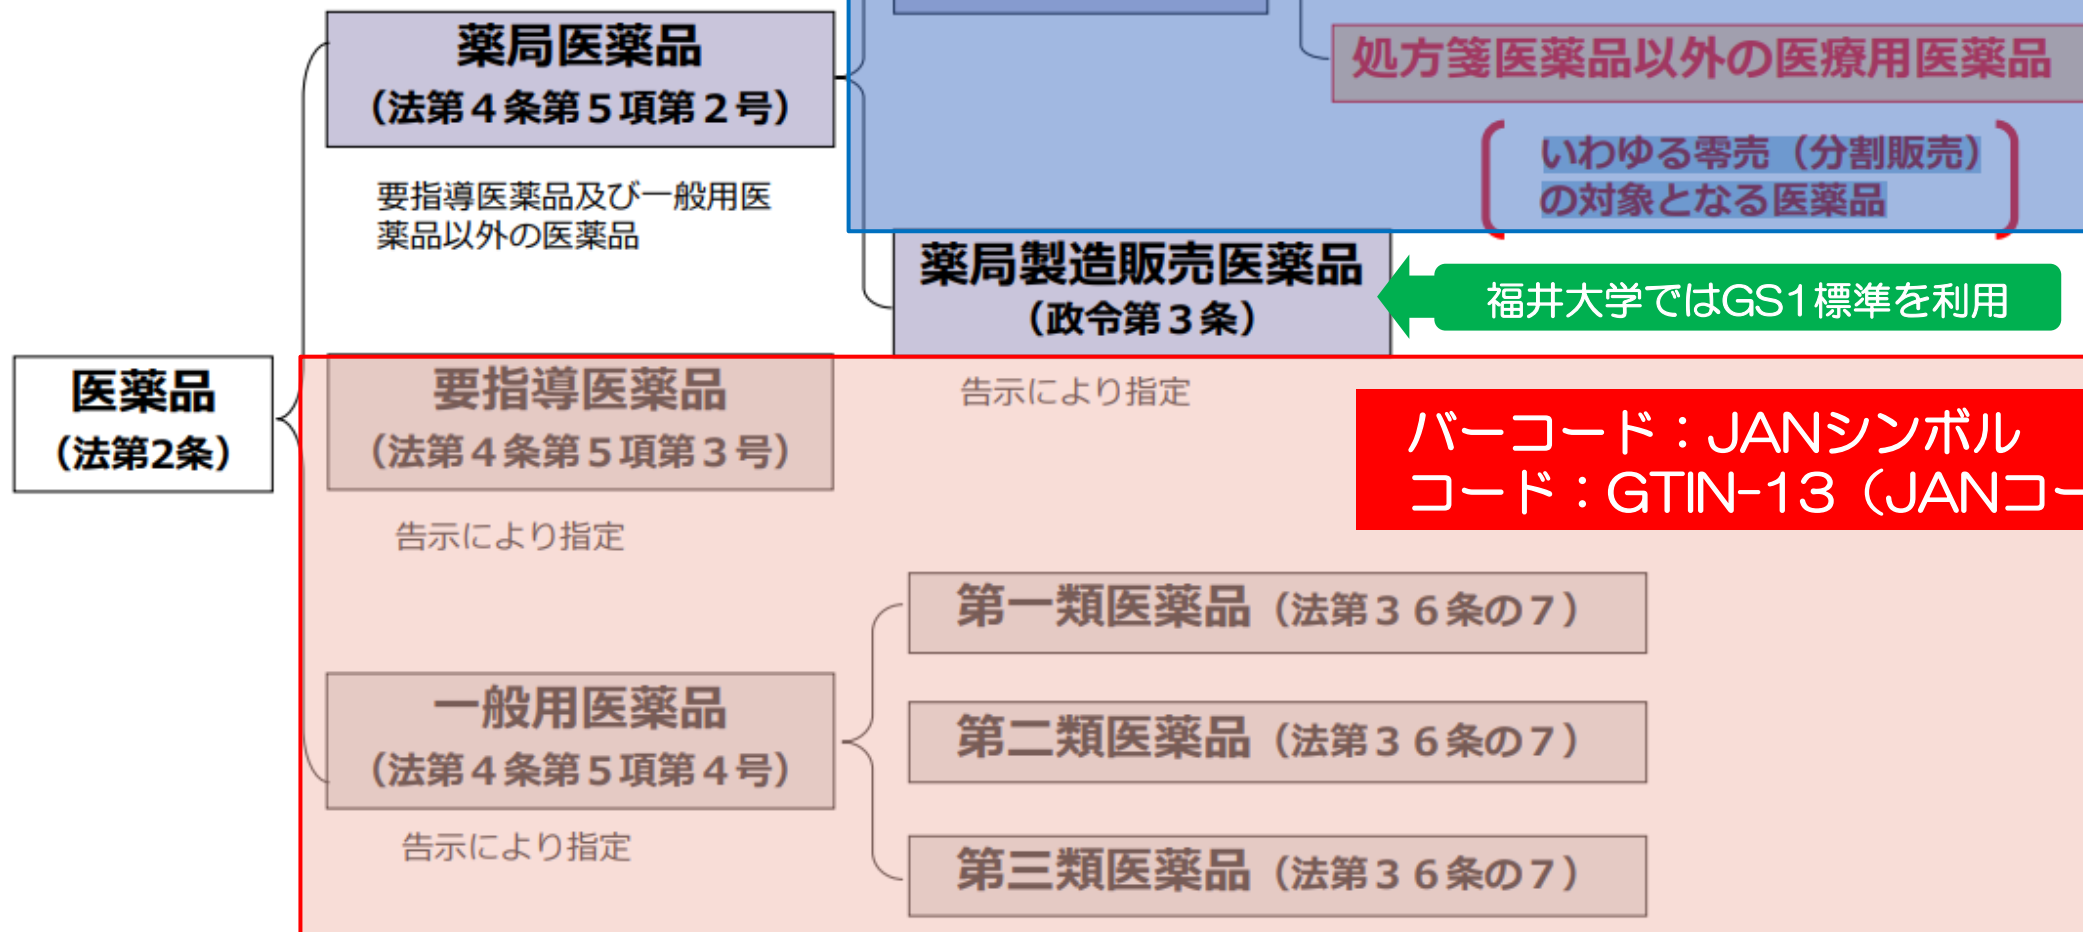 薬局医薬品
（法第４条第５項第２号）
要指導医薬品及び一般用医
薬品以外の医薬品
処方箋医薬品以外の医療用医薬品
いわゆる零売（分割販売）
の対象となる医薬品
薬局製造販売医薬品
（政令第３条）
福井大学ではGS1標準を利用
告示により指定
医薬品
（法第2条）
要指導医薬品
（法第４条第５項第３号）
告示により指定
バーコード：JANシンボル
コード：GTIN-13（JANコー
一般用医薬品
（法第４条第５項第４号）
告示により指定
第一類医薬品（法第３６条の７）
第二類医薬品（法第３６条の７）
第三類医薬品（法第３６条の７）